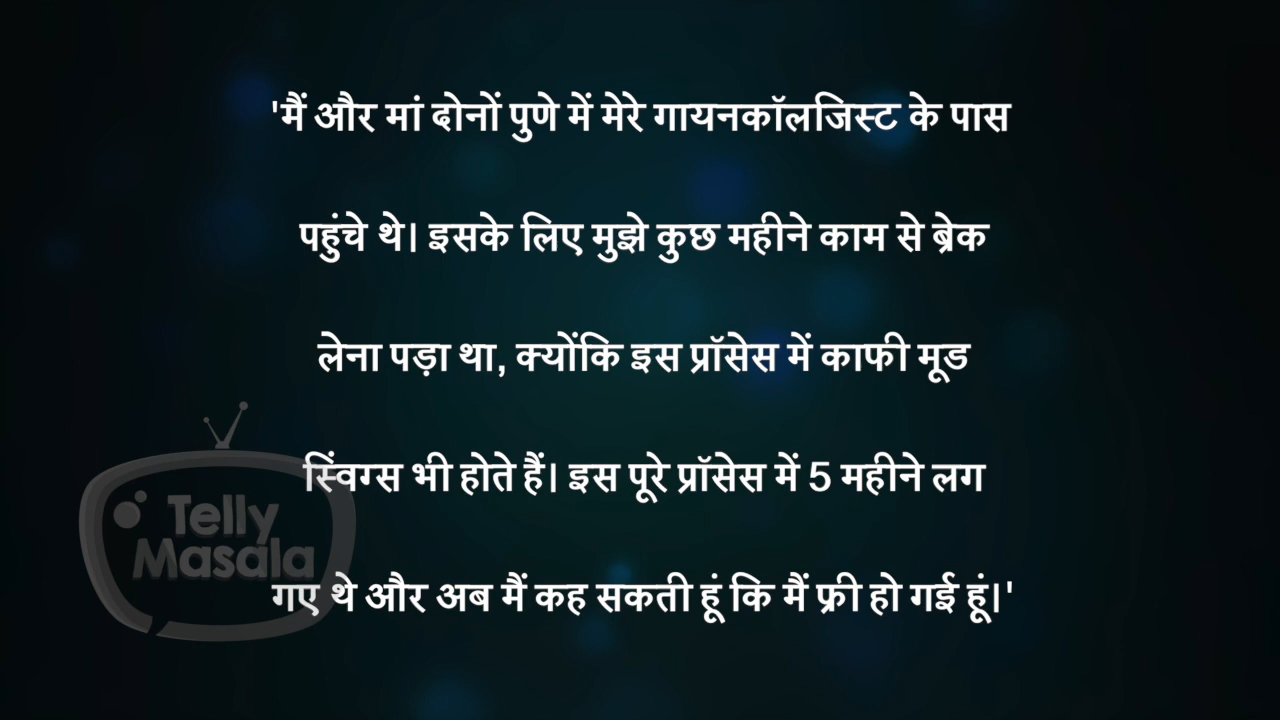 'मैं और मां दोनों पुणे में मेरे गायनकॉलजिस्ट के पास
पहुंचे थे। इसके लिए मुझे कुछ महीने काम से ब्रेक
लेना पड़ा था, क्योंकि इस प्रॉसेस में काफी मूड
स्विंग्स भी होते हैं। इस पूरे प्रॉसेस में 5 महीने लग
गए थे और अब मैं कह सकती हूं कि मैं फ्री हो गई हूं।'
Telly
Masala